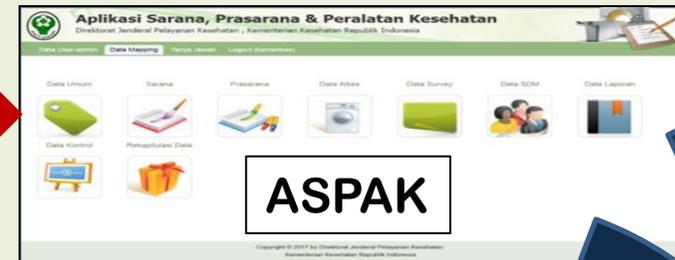 Aplikasi Sarana, Prasarana & Peralatan Kesehatan
Direktorat Jenderal Pelayanan Kesehatan , Kementerian Kesehatan Republik Indonesia
Data User-admin Data Mapping Tanya Jawab Logout (kemenkes)
Data Umum Sarana Prasarana Data Alkes Data Survey Data SDM Data Laporan
Data Kontrol Rekapitulasi Data
ASPAK
Copyright © 2017 by Direktorat Jenderal Pelayanan Kesehatan.
Kementerian Kesehatan Republik Indonesia